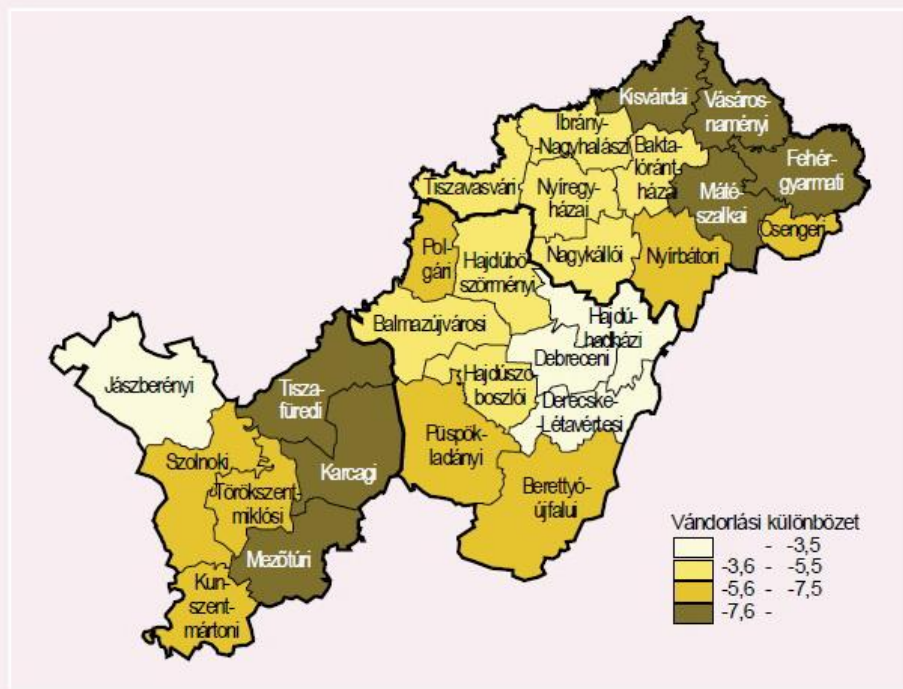 Kisvárdai
Vásáros-
naményi
Ibrány-
-Nagyhalászi
Bakta-
lóránt-
házai
Fehér-
gyarmati
Tiszavasvári
Nyíregy-
házai
Máté-
szalkai
Csengeri
Pol-
gári
Hajdúbö-
szörményi
Nagykállói
Nyírbátori
Balmazújvárosi
Hajdú-
hadházi
Debreceni
Jászberényi
Tisza-
füredi
Hajdúszo-
boszlói
Derecske-
-Létavértesi
Püspök-
ladányi
Szolnoki
Karcagi
Törökszent-
miklósi
Berettyó-
újfalui
Mezőtúri
Kun-
szent-
mártoni
Vándorlási különbözet
- -3,5
-3,6 - -5,5
-5,6 - -7,5
-7,6 -